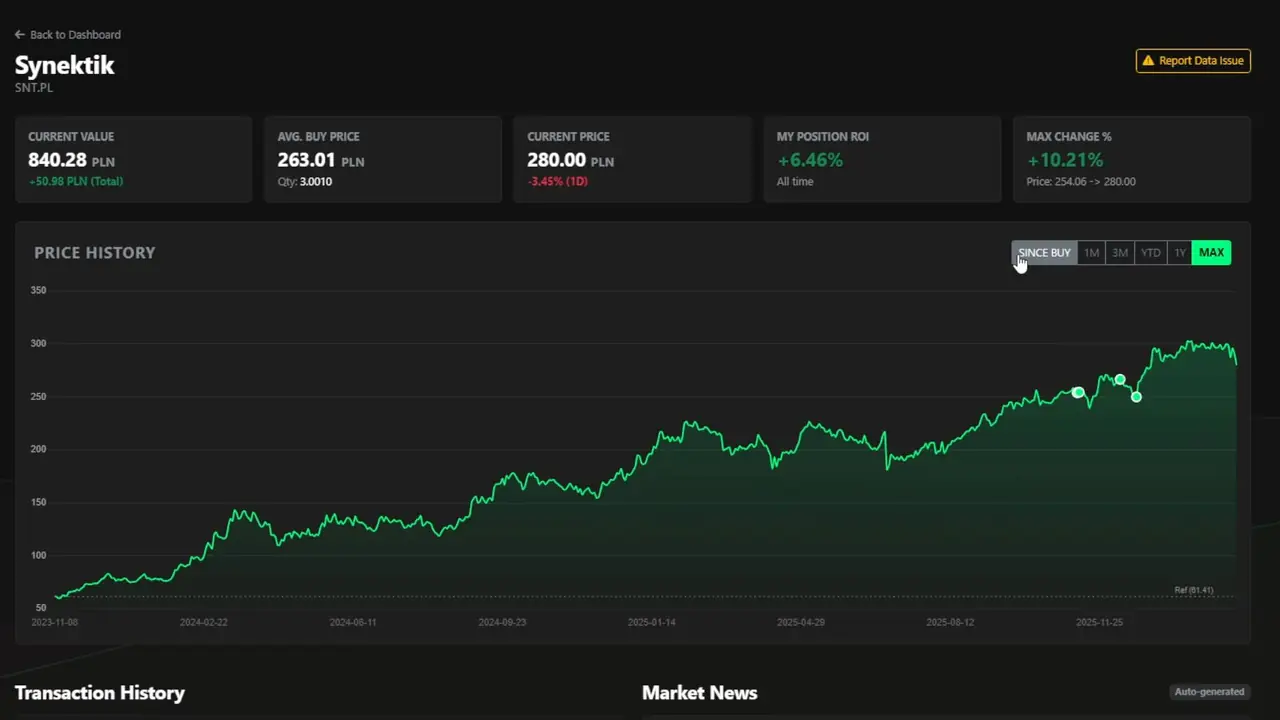 Back to Dashboard
Synektik
SNT.PL
Report Data Issue
CURRENT VALUE
840.28 PLN
+50.98 PLN (Total)
AVG. BUY PRICE
263.01 PLN
Qty: 3.0010
CURRENT PRICE
280.00 PLN
-3.45% (1D)
MY POSITION ROI
+6.46%
All time
MAX CHANGE %
+10.21%
Price: 254.06 -> 280.00
PRICE HISTORY
SINCE BUY 1M 3M YTD 1Y MAX
350
300
250
200
150
100
50
Ref (61.41)
2023-11-08 2024-02-22 2024-06-11 2024-09-23 2025-01-14 2025-04-29 2025-08-12 2025-11-25
Transaction History
Market News
Auto-generated